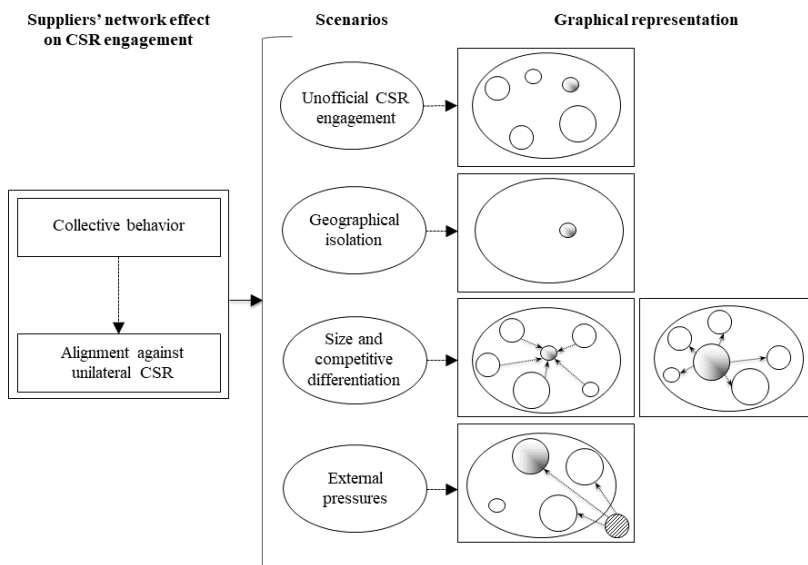 Suppliers' network effect
on CSR engagement
Scenarios
Graphical representation
Unofficial CSR
engagement
Geographical
isolation
Collective behavior
Alignment against
unilateral CSR
Size and
competitive
differentiation
External
pressures